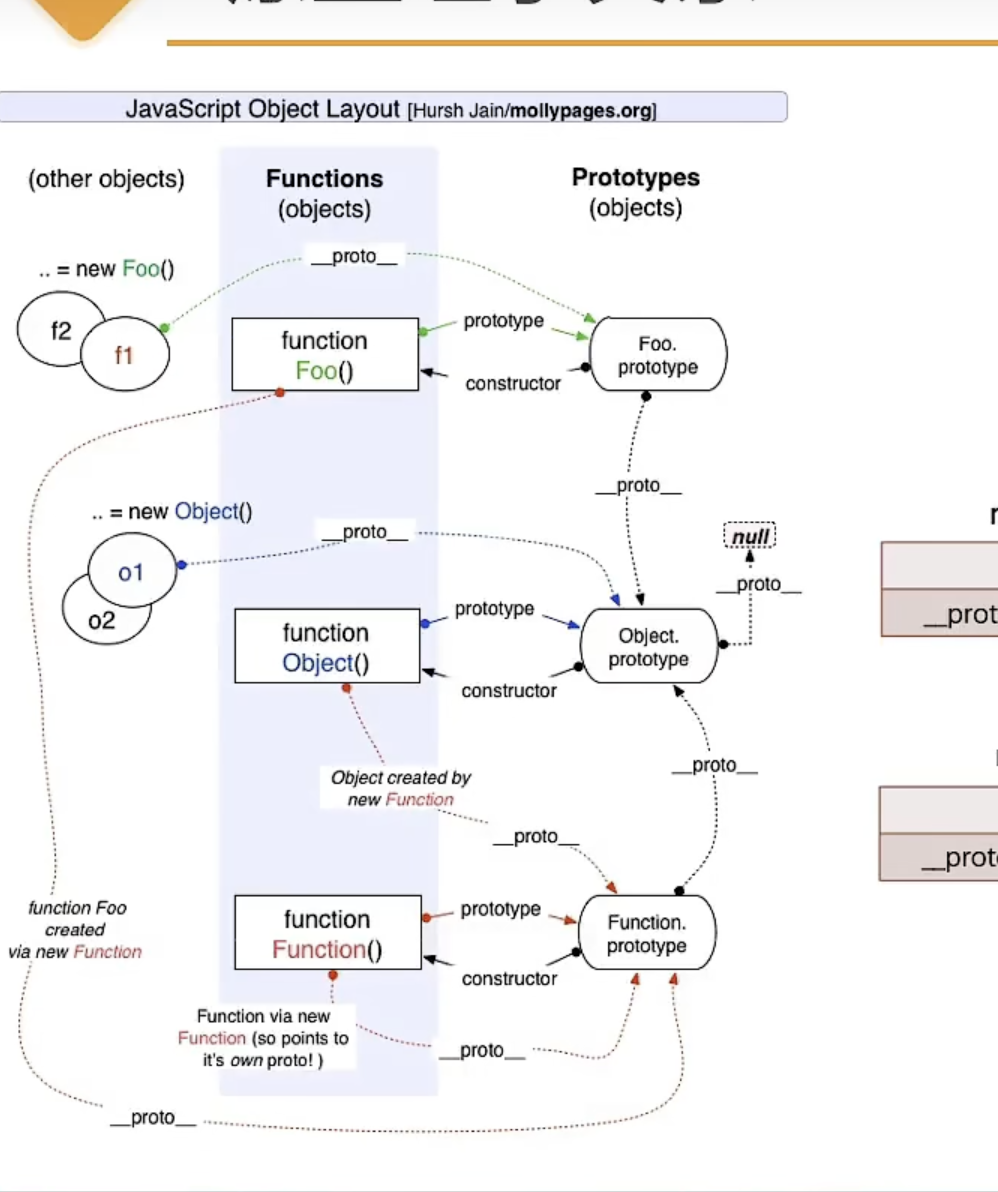 JavaScript Object Layout [Hursh Jain/mollypages.org]
(other objects)
Functions
(objects)
Prototypes
(objects)
__proto__
.. = new Foo()
f2
f1
function
Foo()
prototype
constructor
Foo.
prototype
__proto__
.. = new Object()
__proto__
null
__proto__
o1
o2
function
Object()
prototype
constructor
Object.
prototype
__proto__
Object created by
new Function
__proto__
function Foo
created
via new Function
function
Function()
prototype
constructor
Function.
prototype
Function via new
Function (so points to
it's own proto! )
__proto__
__proto__
__prot
__prot